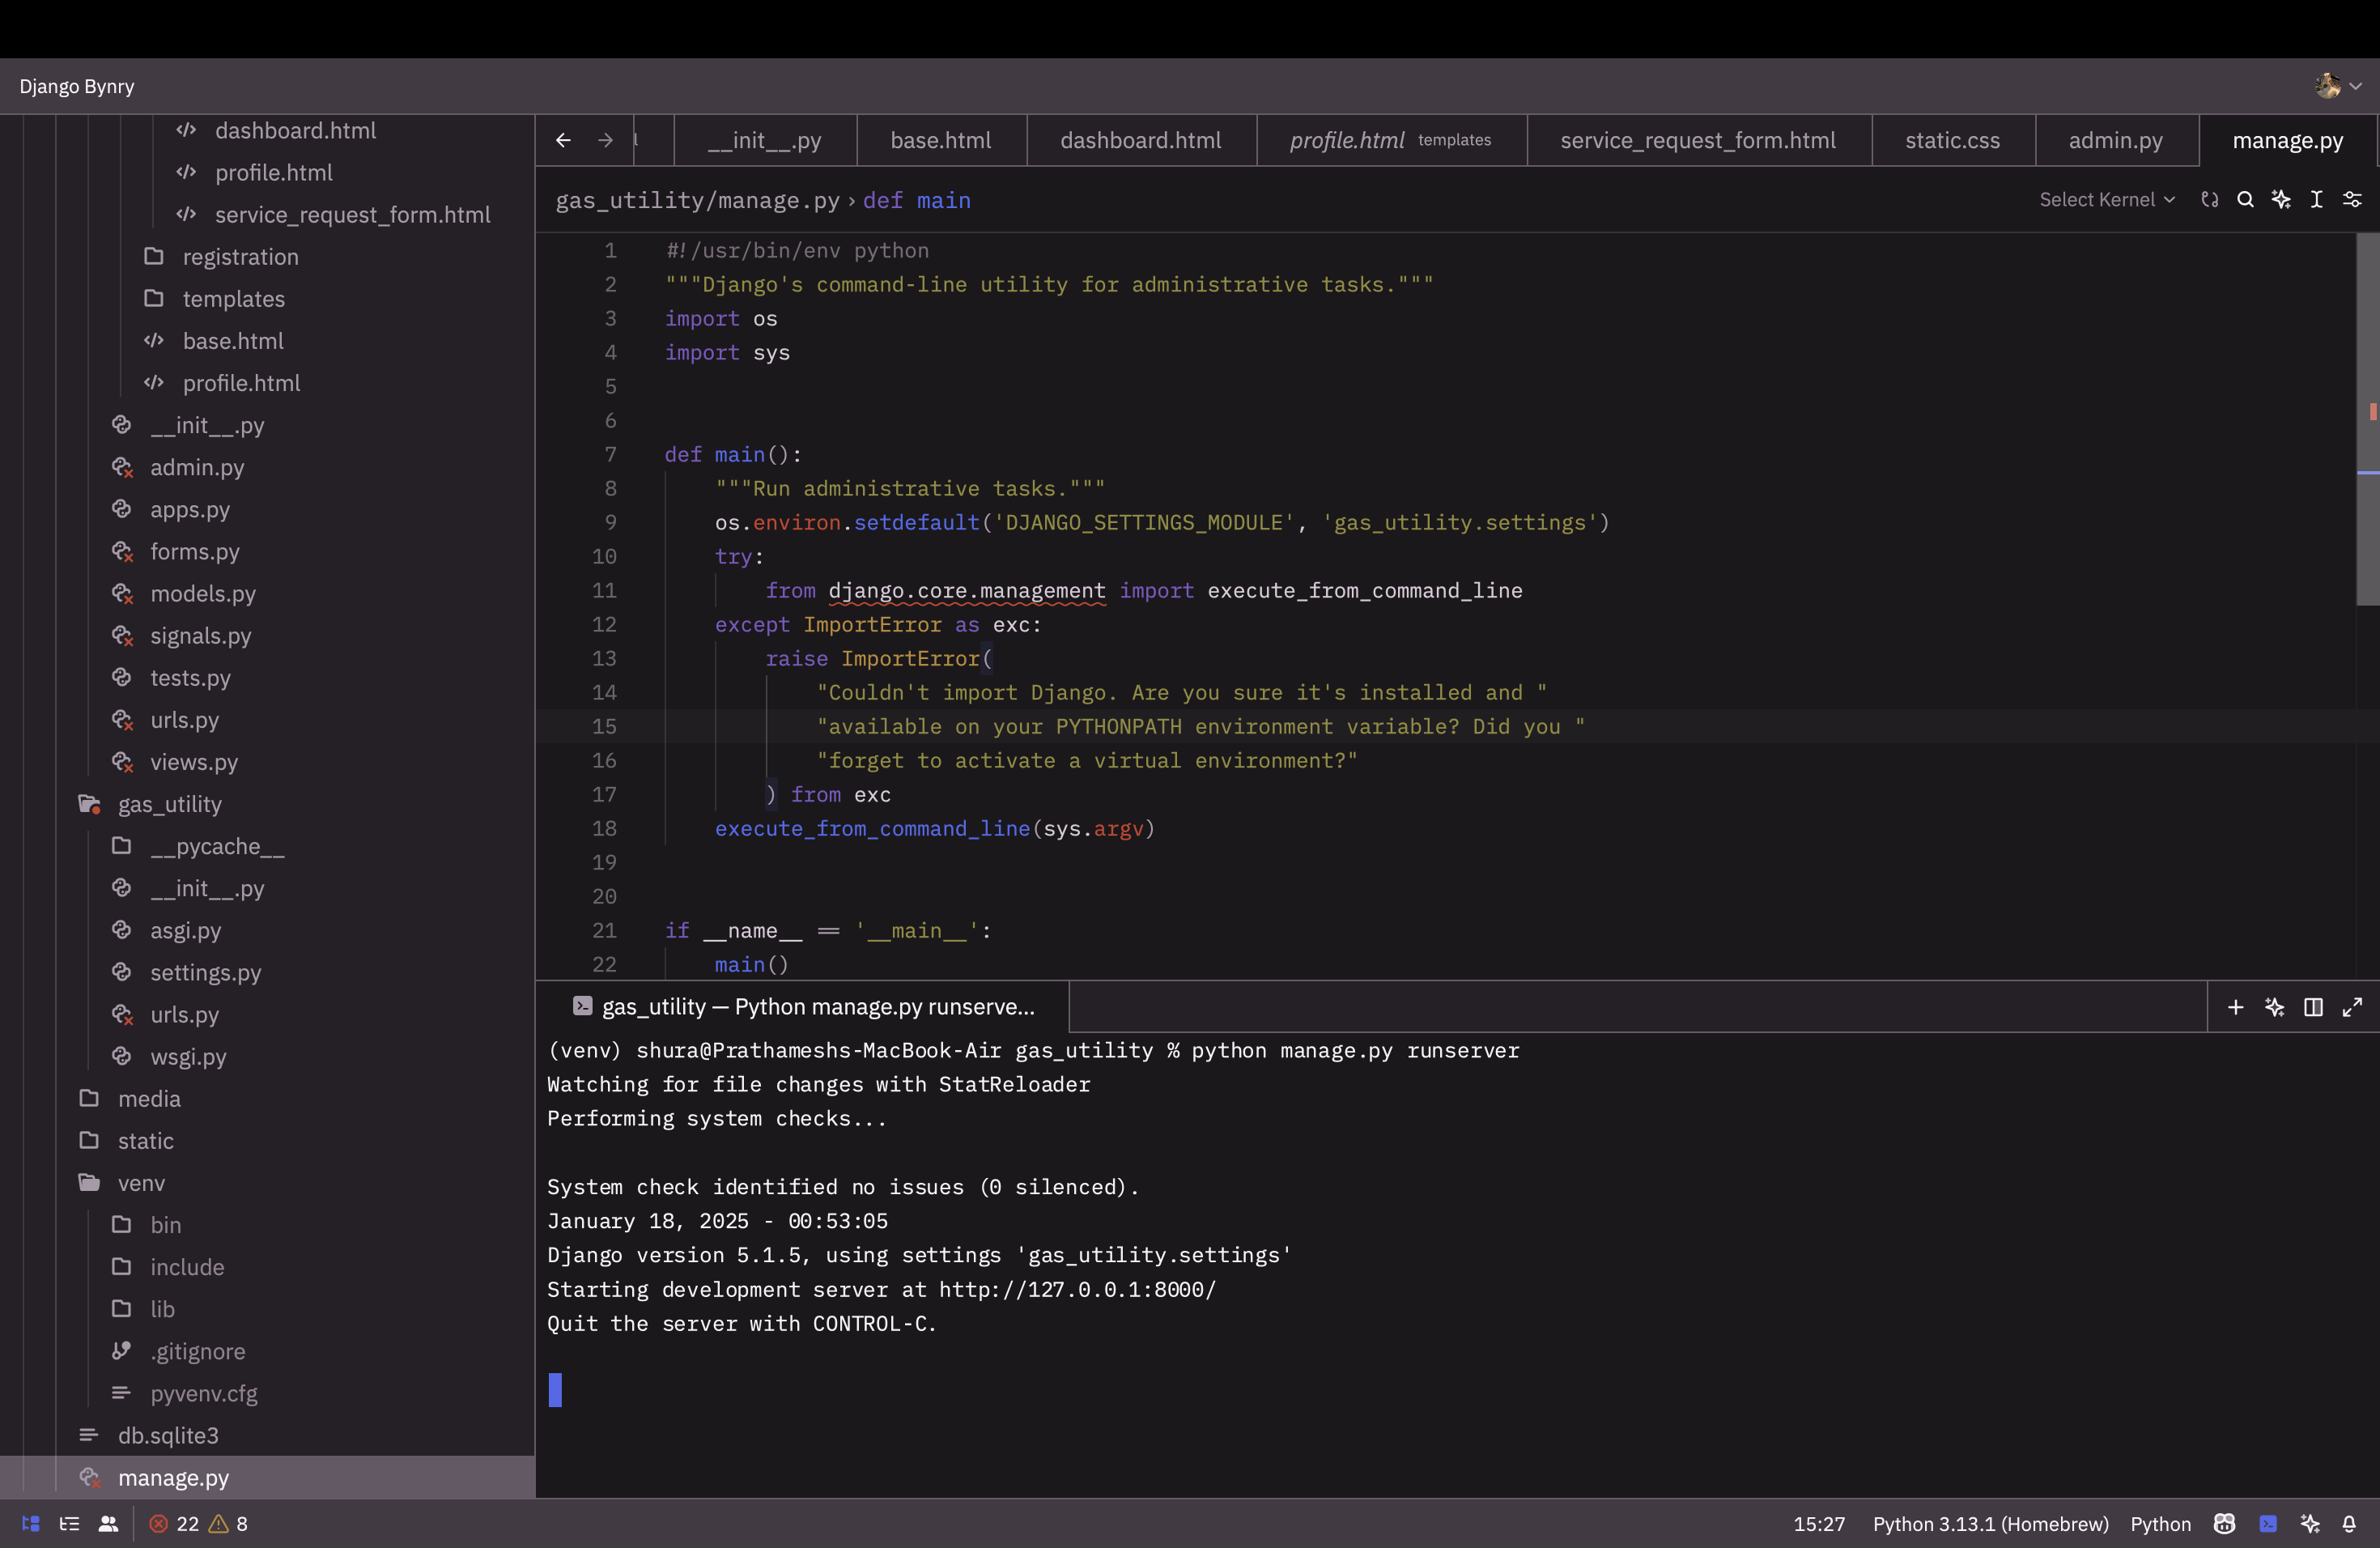 Django Bynry
dashboard.html
profile.html
service_request_form.html
registration
templates
base.html
profile.html
__init__.py
admin.py
apps.py
forms.py
models.py
signals.py
tests.py
urls.py
views.py
gas_utility
__pycache__
__init__.py
asgi.py
settings.py
urls.py
wsgi.py
media
static
venv
bin
include
lib
.gitignore
pyvenv.cfg
db.sqlite3
manage.py
__init__.py
base.html
dashboard.html
profile.html templates
service_request_form.html
static.css
admin.py
manage.py
gas_utility/manage.py › def main
Select Kernel
1 #!/usr/bin/env python
2 """Django's command-line utility for administrative tasks."""
3 import os
4 import sys
5
6
7 def main():
8 """Run administrative tasks."""
9 os.environ.setdefault('DJANGO_SETTINGS_MODULE', 'gas_utility.settings')
10 try:
11 from django.core.management import execute_from_command_line
12 except ImportError as exc:
13 raise ImportError(
14 "Couldn't import Django. Are you sure it's installed and "
15 "available on your PYTHONPATH environment variable? Did you "
16 "forget to activate a virtual environment?"
17 ) from exc
18 execute_from_command_line(sys.argv)
19
20
21 if __name__ == '__main__':
22 main()
gas_utility — Python manage.py runserve...
(venv) shura@Prathameshs-MacBook-Air gas_utility % python manage.py runserver
Watching for file changes with StatReloader
Performing system checks...
System check identified no issues (0 silenced).
January 18, 2025 - 00:53:05
Django version 5.1.5, using settings 'gas_utility.settings'
Starting development server at http://127.0.0.1:8000/
Quit the server with CONTROL-C.
22 8
15:27 Python 3.13.1 (Homebrew) Python